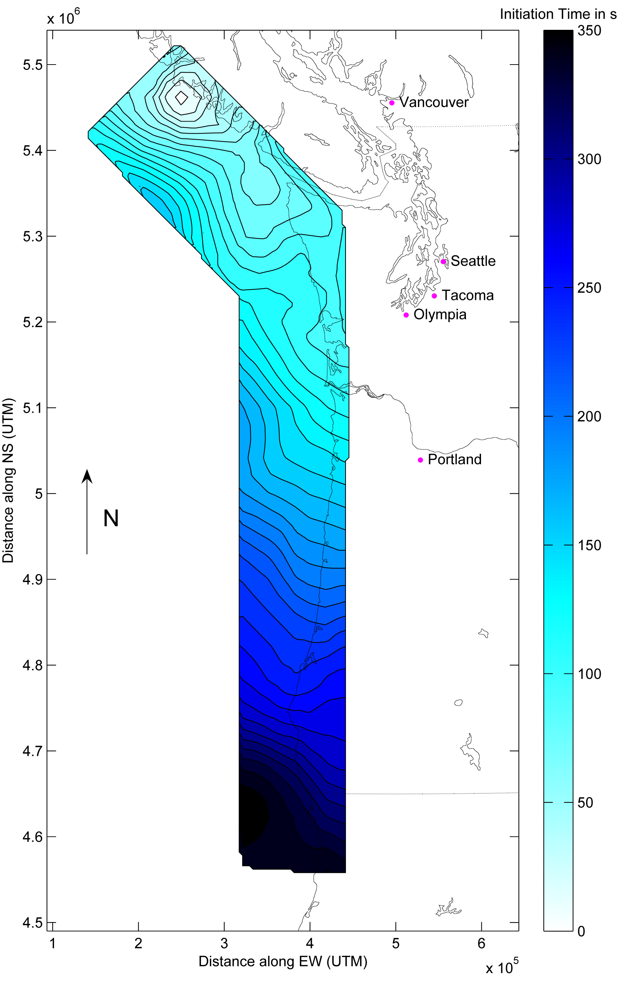 Initiation Time in s
x 10^6
5.5
5.4
5.3
5.2
5.1
5
4.9
4.8
4.7
4.6
4.5
Distance along NS (UTM)
N
Vancouver
Seattle
Tacoma
Olympia
Portland
1 2 3 4 5 6
Distance along EW (UTM)
x 10^5
350
300
250
200
150
100
50
0